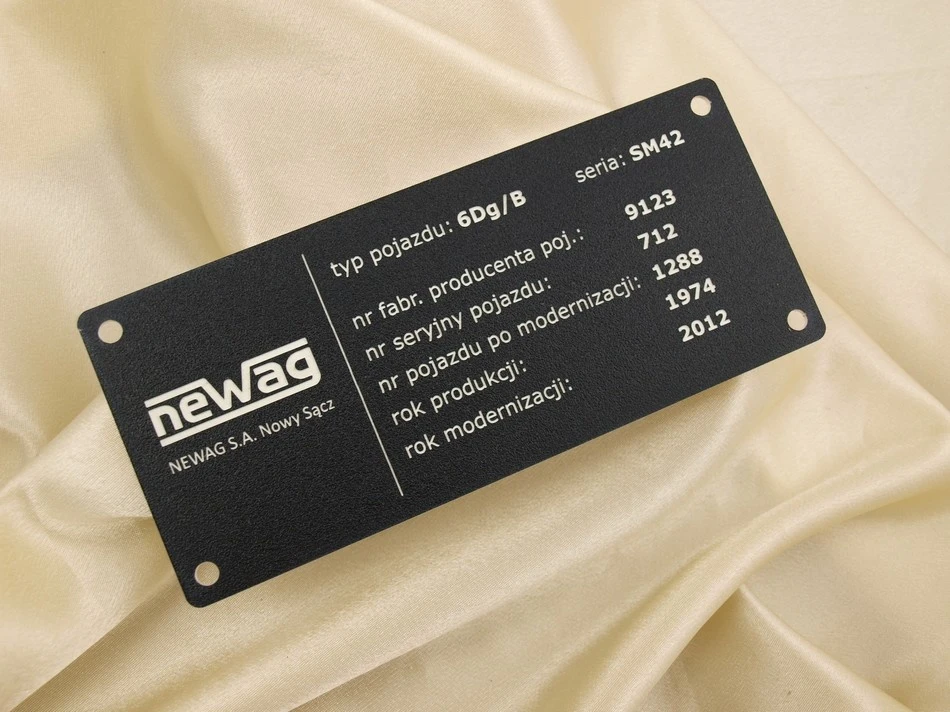 newag
NEWAG S.A. Nowy Sącz
typ pojazdu: 6Dg/B seria: SM42
nr fabr. producenta poj.: 9123
nr seryjny pojazdu: 712
nr pojazdu po modernizacji: 1288
rok produkcji: 1974
rok modernizacji: 2012